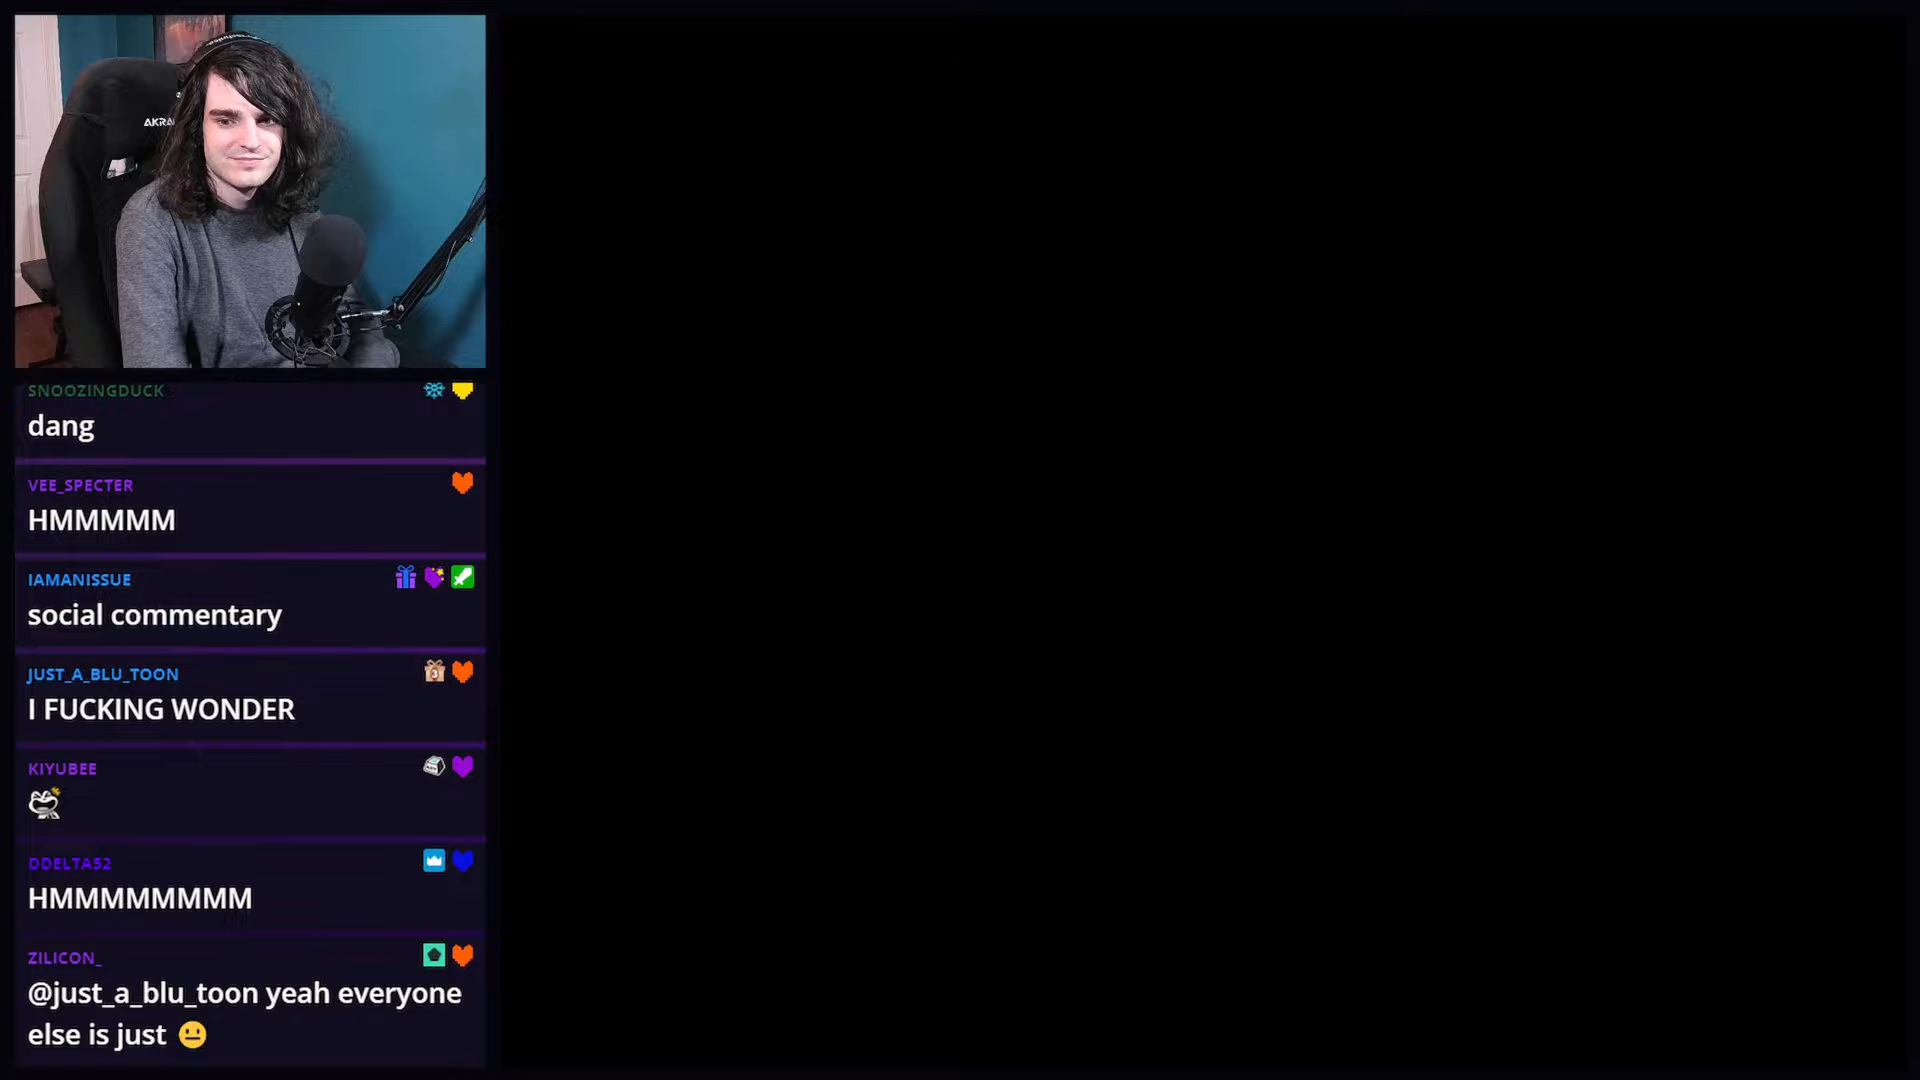 AKRA
SNOOZINGDUCK
dang
VEE_SPECTER
HMMMMM
IAMANISSUE
social commentary
JUST_A_BLU_TOON
I FUCKING WONDER
KIYUBEE
DDELTA52
HMMMMMMMM
ZILICON_
@just_a_blu_toon yeah everyone
else is just 😐